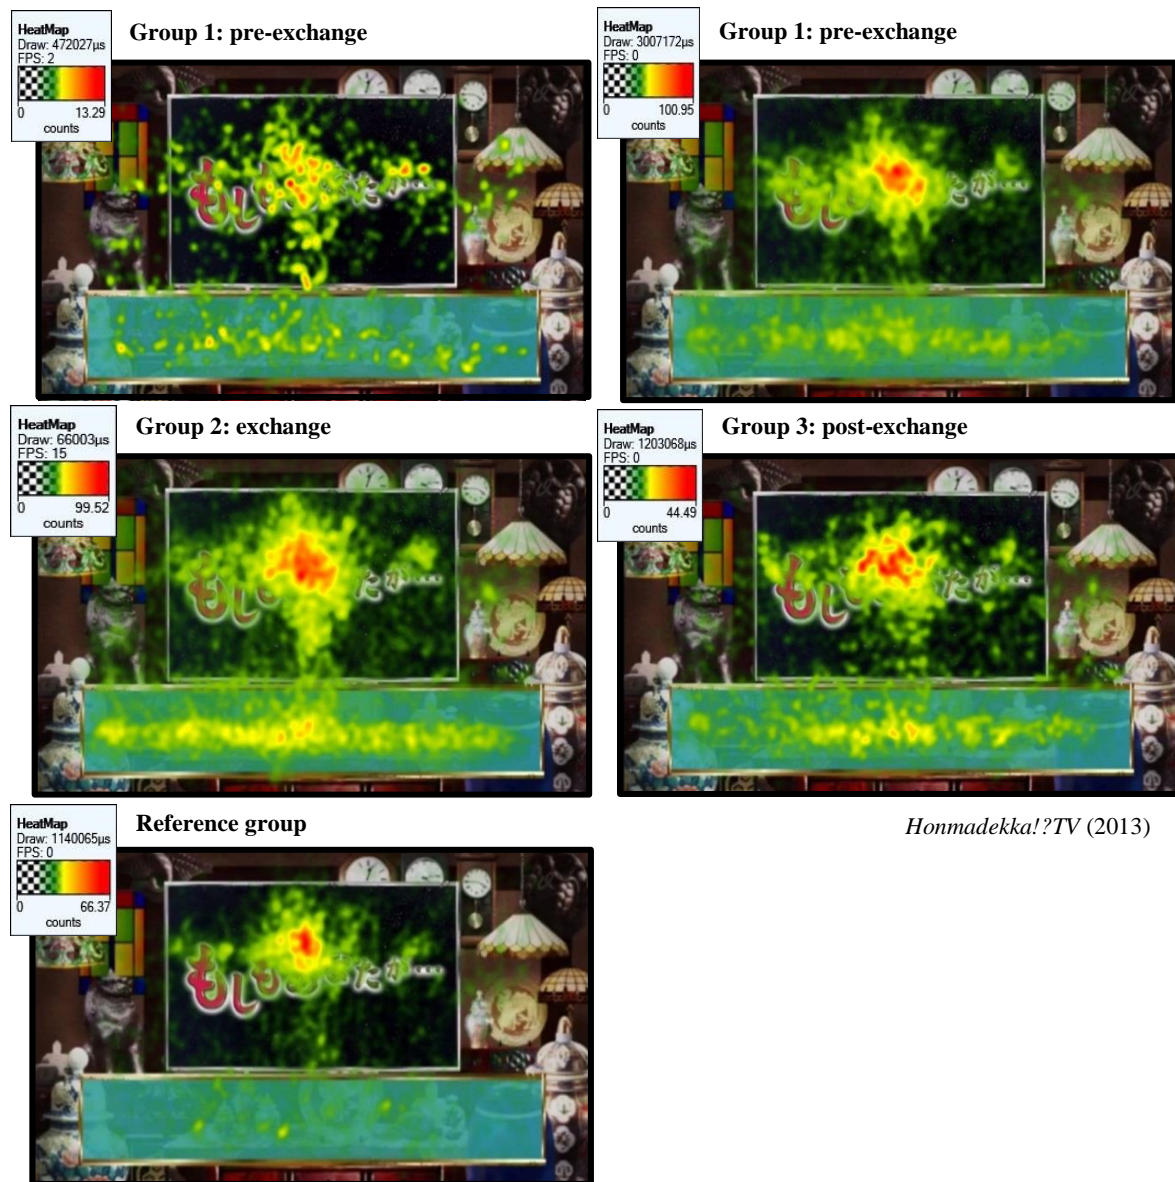 HeatMap
Draw: 472027µs
FPS: 2
0 13.29
counts
Group 1: pre-exchange
HeatMap
Draw: 3007172µs
FPS: 0
0 100.95
counts
Group 1: pre-exchange
HeatMap
Draw: 66003µs
FPS: 15
0 99.52
counts
Group 2: exchange
HeatMap
Draw: 1203068µs
FPS: 0
0 44.49
counts
Group 3: post-exchange
HeatMap
Draw: 1140065µs
FPS: 0
0 66.37
counts
Reference group
Honmadekka!?TV (2013)